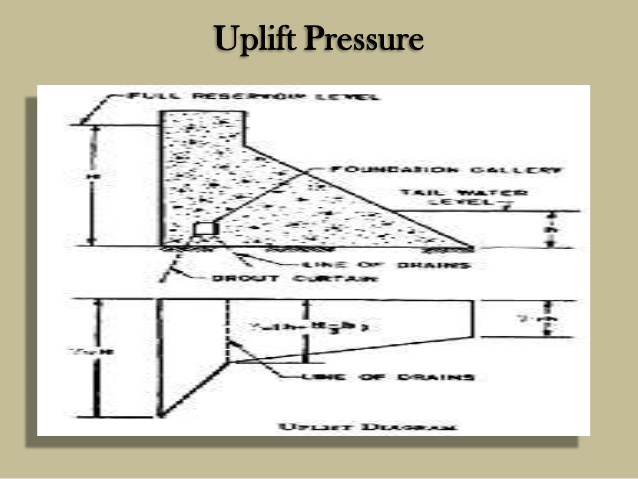 Uplift Pressure
FULL RESERVOIR LEVEL
H
FOUNDATION GALLERY
TAIL WATER
LEVEL
h
LINE OF DRAINS
GROUT CURTAIN
LINE OF DRAINS
UPLIFT DIAGRAM